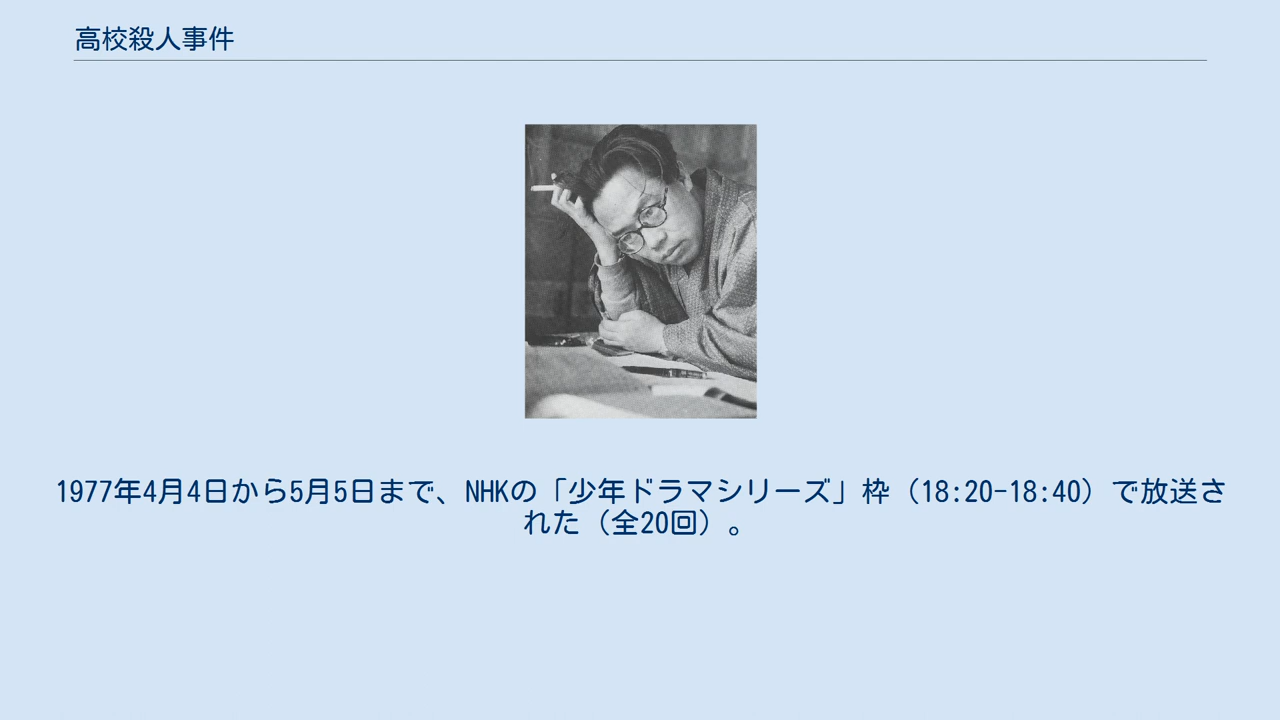 高校殺人事件
1977年4月4日から5月5日まで、NHKの「少年ドラマシリーズ」枠（18:20-18:40）で放送さ
れた（全20回）。